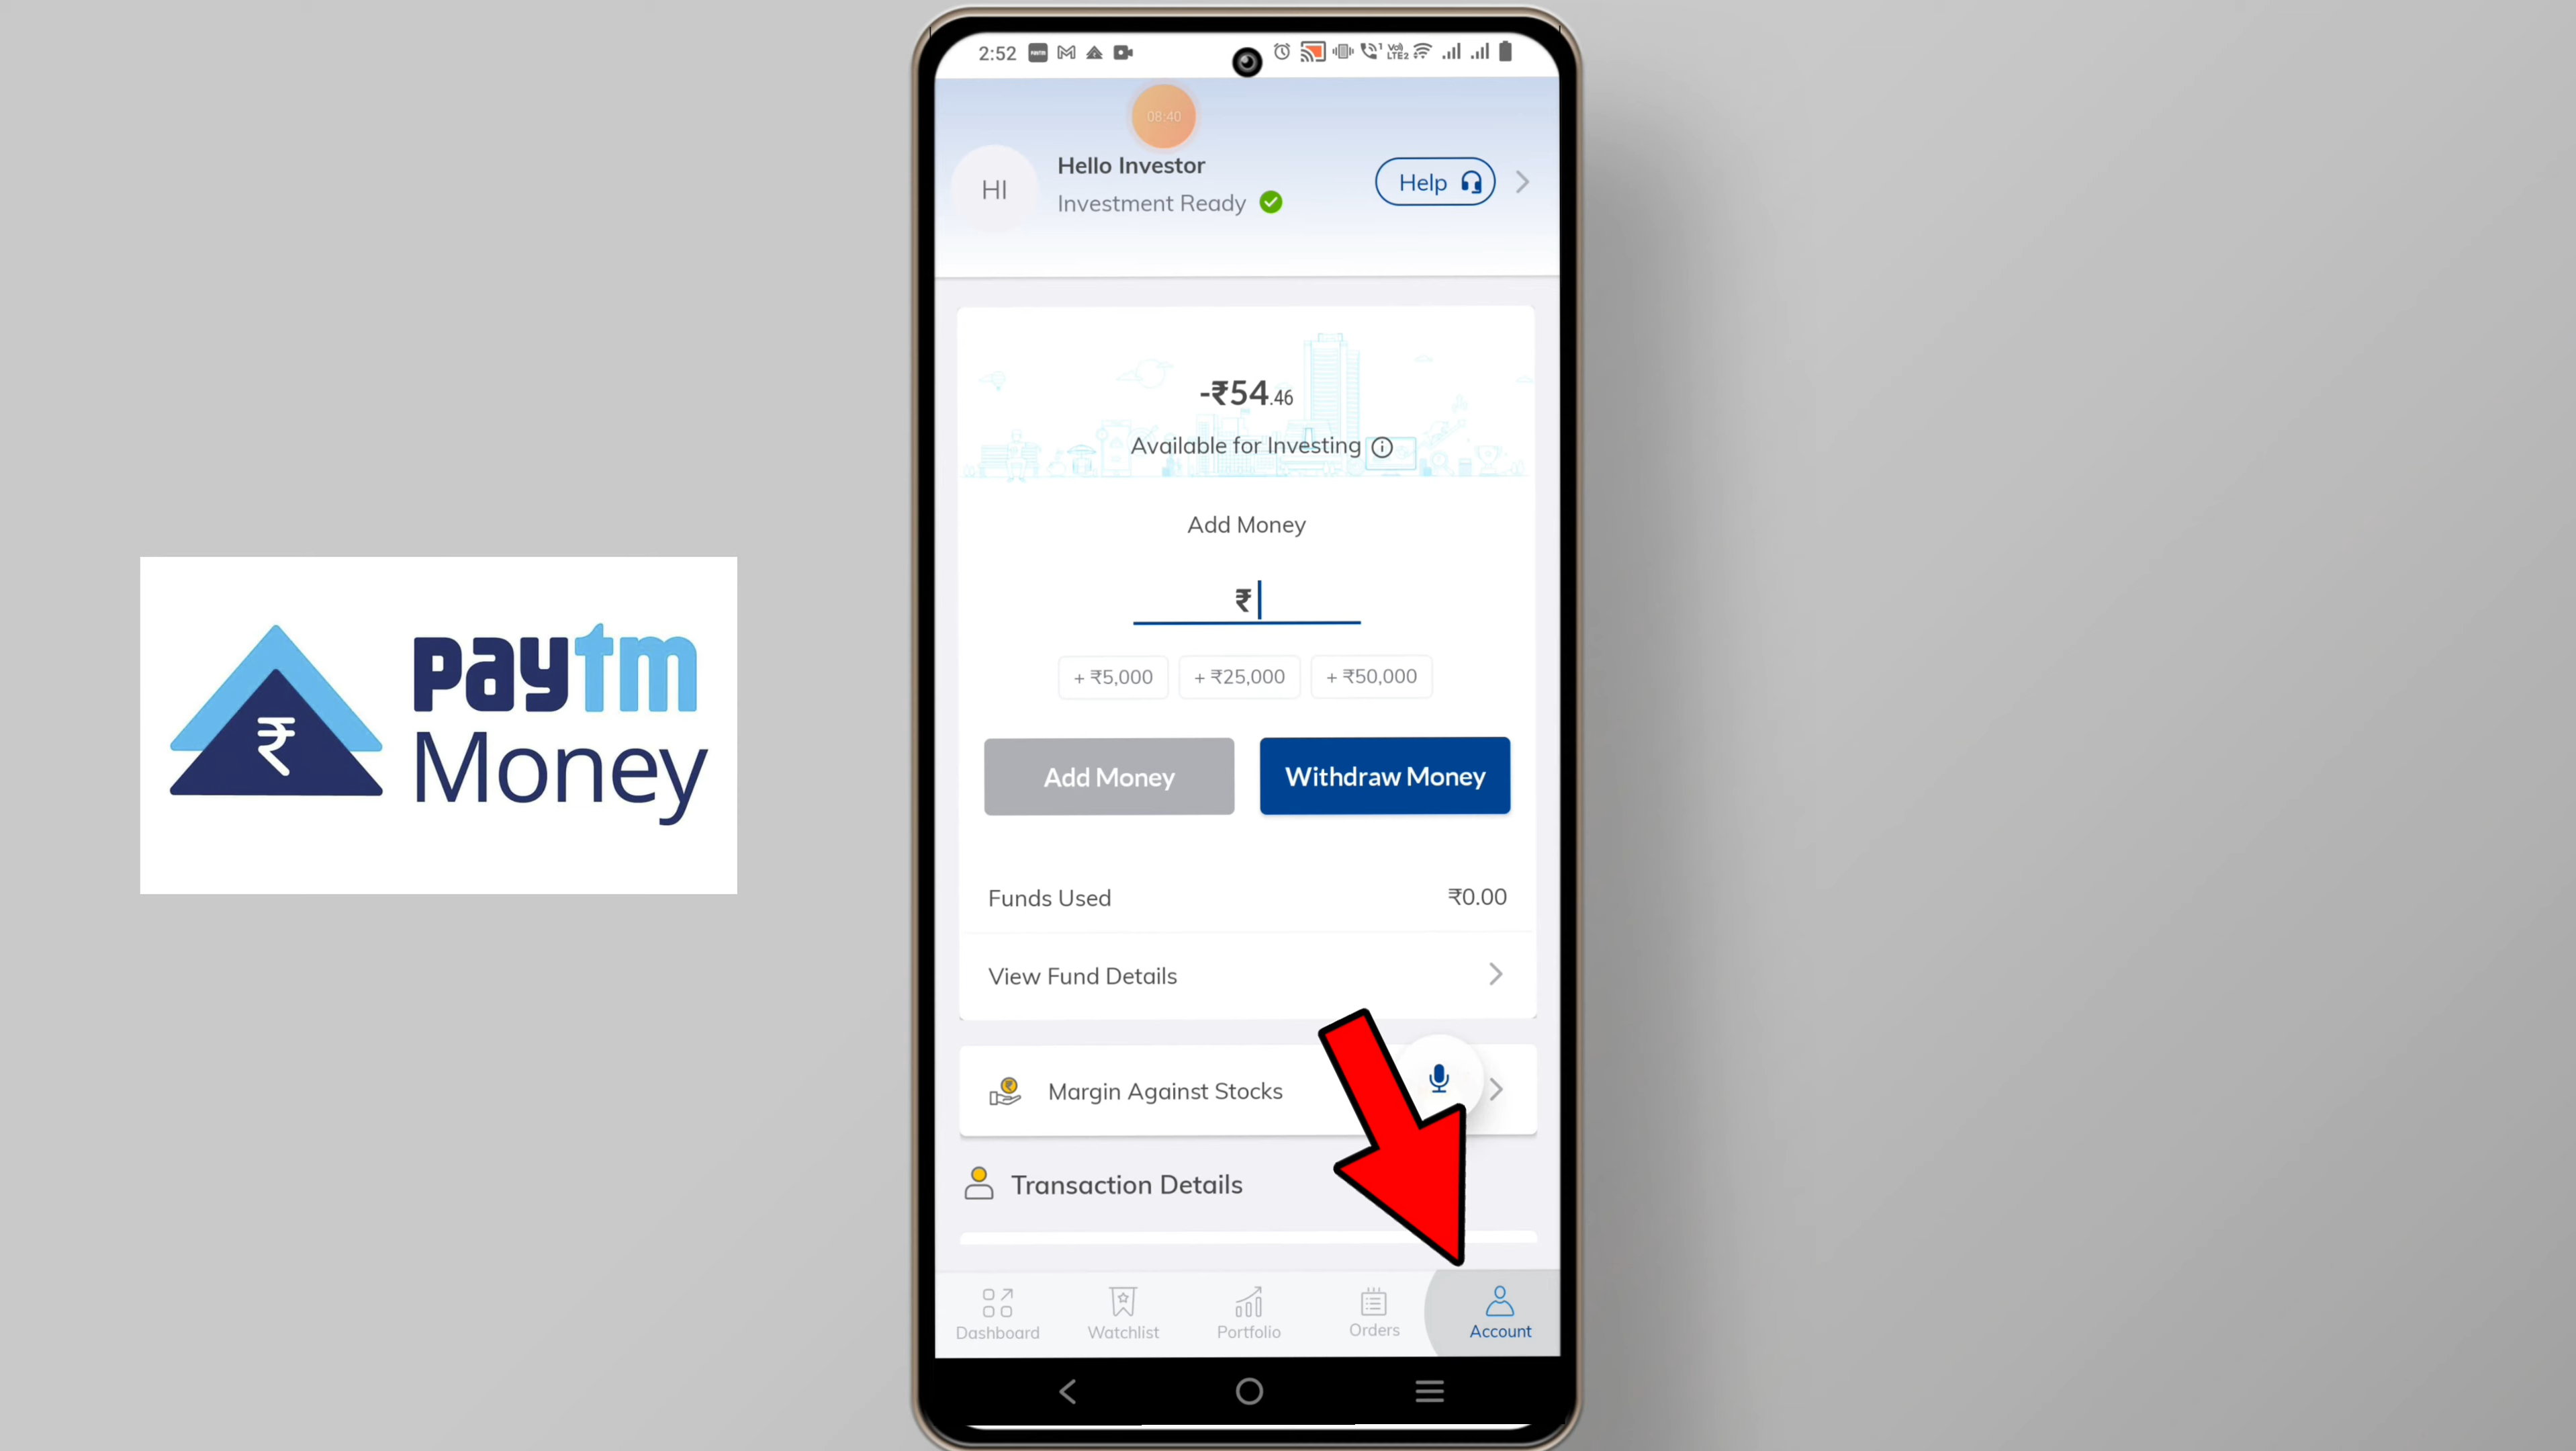 2:52
08:40
HI
Hello Investor
Investment Ready
Help
-₹54.46
Available for Investing
Add Money
₹
+ ₹5,000
+ ₹25,000
+ ₹50,000
Add Money
Withdraw Money
Funds Used
₹0.00
View Fund Details
Margin Against Stocks
Transaction Details
Dashboard
Watchlist
Portfolio
Orders
Account
₹
paytm
Money